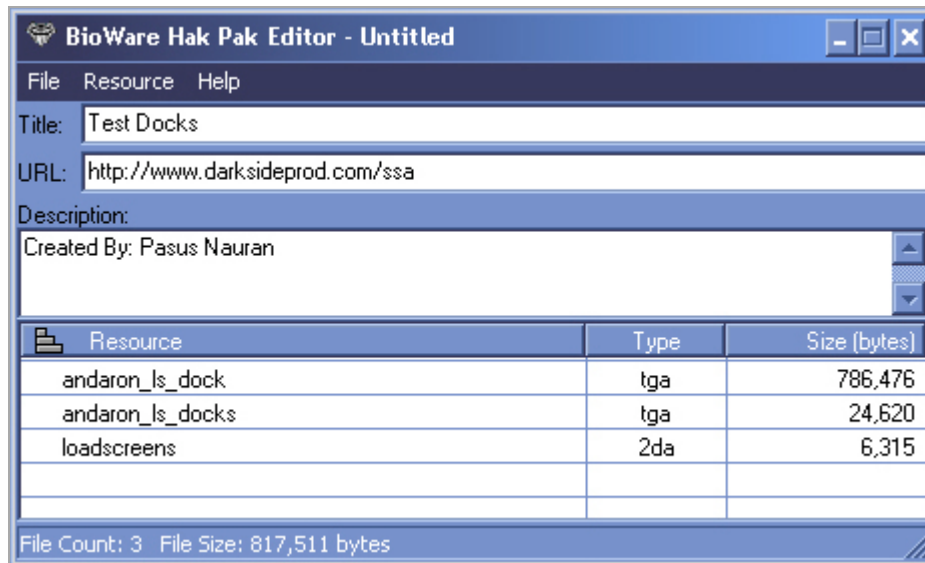 BioWare Hak Pak Editor - Untitled
File Resource Help
Title: Test Docks
URL: http://www.darksideprod.com/ssa
Description:
Created By: Pasus Nauran
Resource Type Size (bytes)
andaron_ls_dock tga 786,476
andaron_ls_docks tga 24,620
loadscreens 2da 6,315
File Count: 3 File Size: 817,511 bytes